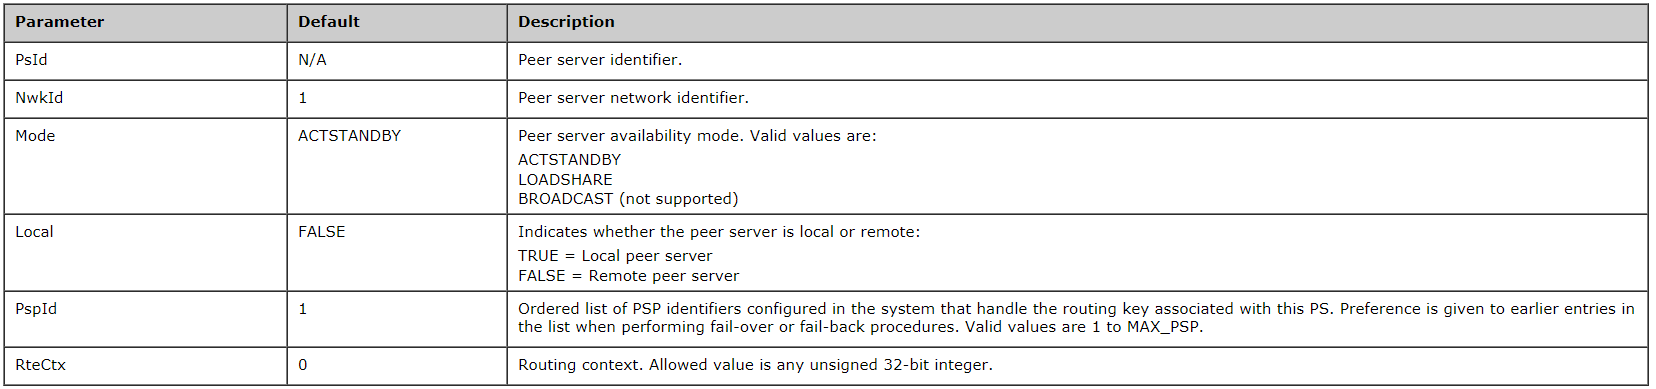 Parameter Default Description
PsId N/A Peer server identifier.
NwkId 1 Peer server network identifier.
Mode ACTSTANDBY Peer server availability mode. Valid values are:
ACTSTANDBY
LOADSHARE
BROADCAST (not supported)
Local FALSE Indicates whether the peer server is local or remote:
TRUE = Local peer server
FALSE = Remote peer server
PspId 1 Ordered list of PSP identifiers configured in the system that handle the routing key associated with this PS. Preference is given to earlier entries in
the list when performing fail-over or fail-back procedures. Valid values are 1 to MAX_PSP.
RteCtx 0 Routing context. Allowed value is any unsigned 32-bit integer.